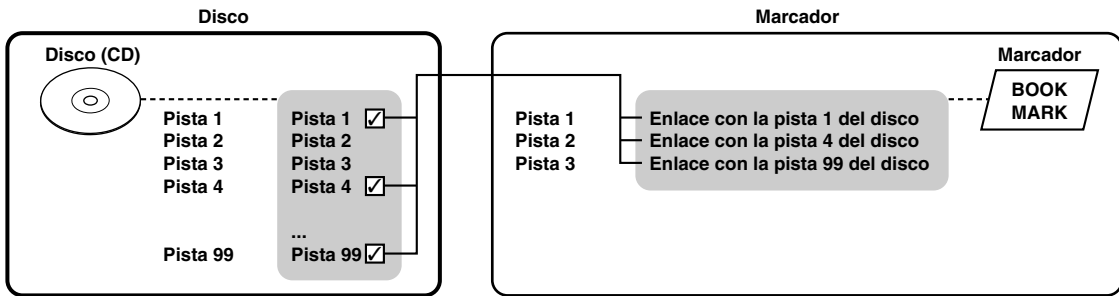 Disco
Disco (CD)
Pista 1 Pista 1
Pista 2 Pista 2
Pista 3 Pista 3
Pista 4 Pista 4
...
Pista 99 Pista 99
Marcador
Marcador
BOOK
MARK
Pista 1 Enlace con la pista 1 del disco
Pista 2 Enlace con la pista 4 del disco
Pista 3 Enlace con la pista 99 del disco